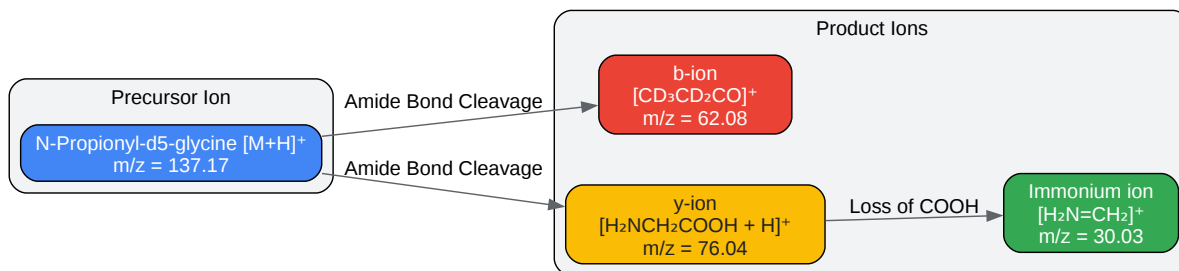 Precursor Ion
N-Propionyl-d5-glycine [M+H]⁺
m/z = 137.17
Amide Bond Cleavage
Amide Bond Cleavage
Product Ions
b-ion
[CD₃CD₂CO]⁺
m/z = 62.08
y-ion
[H₂NCH₂COOH + H]⁺
m/z = 76.04
Loss of COOH
Immonium ion
[H₂N=CH₂]⁺
m/z = 30.03